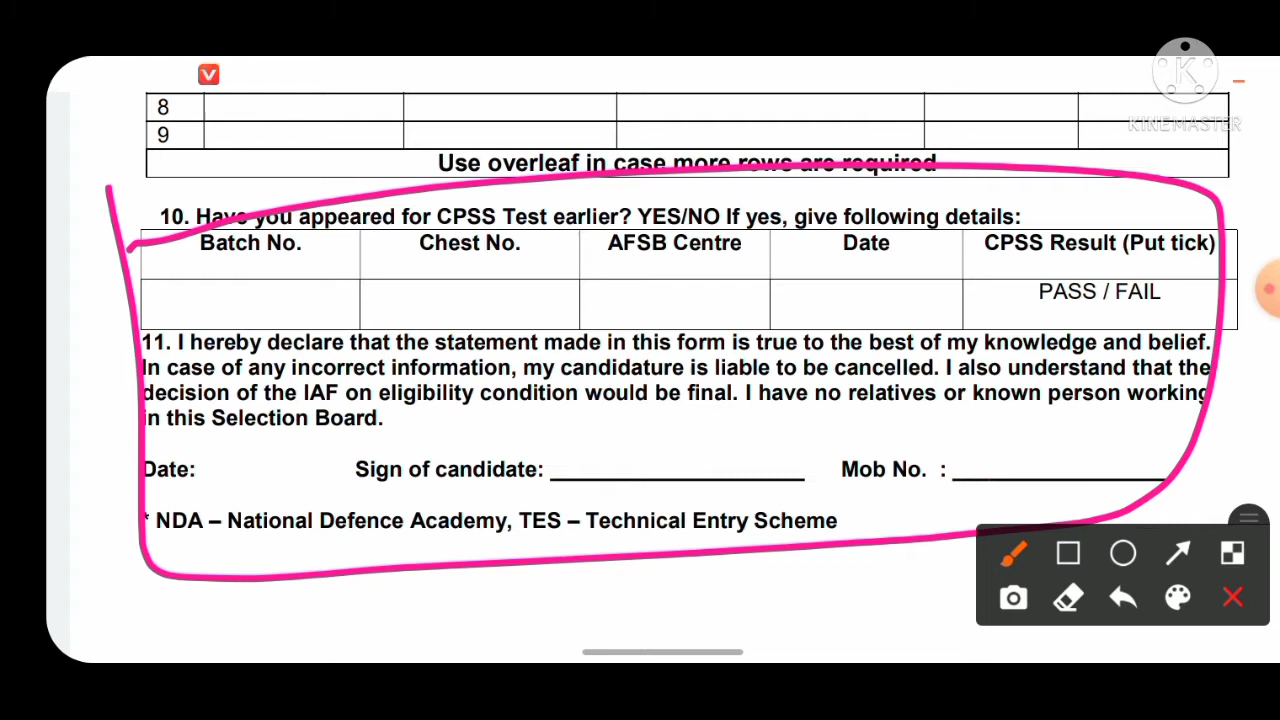 KINEMASTER
8
9
Use overleaf in case more rows are required
10. Have you appeared for CPSS Test earlier? YES/NO If yes, give following details:
Batch No. Chest No. AFSB Centre Date CPSS Result (Put tick)
PASS / FAIL
11. I hereby declare that the statement made in this form is true to the best of my knowledge and belief.
In case of any incorrect information, my candidature is liable to be cancelled. I also understand that the
decision of the IAF on eligibility condition would be final. I have no relatives or known person working
in this Selection Board.
Date: Sign of candidate: Mob No. :
* NDA – National Defence Academy, TES – Technical Entry Scheme